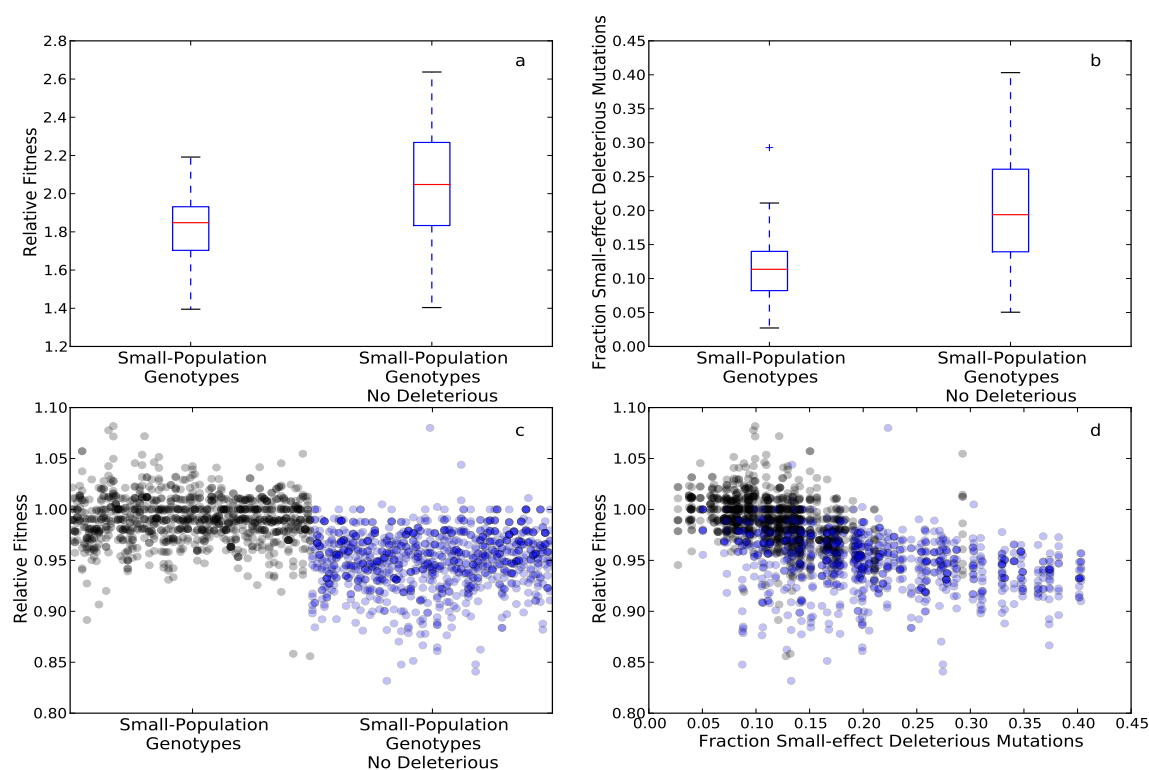 a
Relative Fitness
2.8
2.6
2.4
2.2
2.0
1.8
1.6
1.4
1.2
Small-Population
Genotypes
Small-Population
Genotypes
No Deleterious
b
Fraction Small-effect Deleterious Mutations
0.45
0.40
0.35
0.30
0.25
0.20
0.15
0.10
0.05
0.00
Small-Population
Genotypes
Small-Population
Genotypes
No Deleterious
c
Relative Fitness
1.10
1.05
1.00
0.95
0.90
0.85
0.80
Small-Population
Genotypes
Small-Population
Genotypes
No Deleterious
d
Relative Fitness
1.10
1.05
1.00
0.95
0.90
0.85
0.80
0.00 0.05 0.10 0.15 0.20 0.25 0.30 0.35 0.40 0.45
Fraction Small-effect Deleterious Mutations